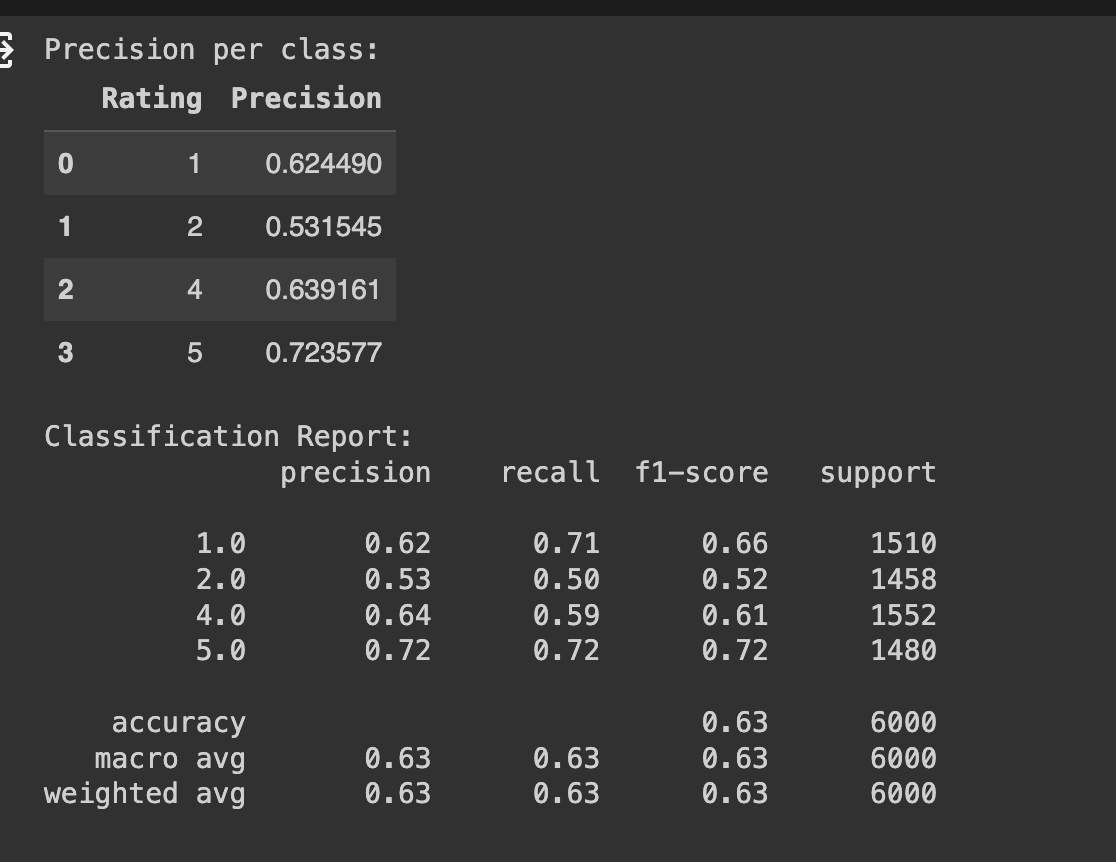 Precision per class:
Rating Precision
0 1 0.624490
1 2 0.531545
2 4 0.639161
3 5 0.723577
Classification Report:
precision recall f1-score support
1.0 0.62 0.71 0.66 1510
2.0 0.53 0.50 0.52 1458
4.0 0.64 0.59 0.61 1552
5.0 0.72 0.72 0.72 1480
accuracy 0.63 6000
macro avg 0.63 0.63 0.63 6000
weighted avg 0.63 0.63 0.63 6000